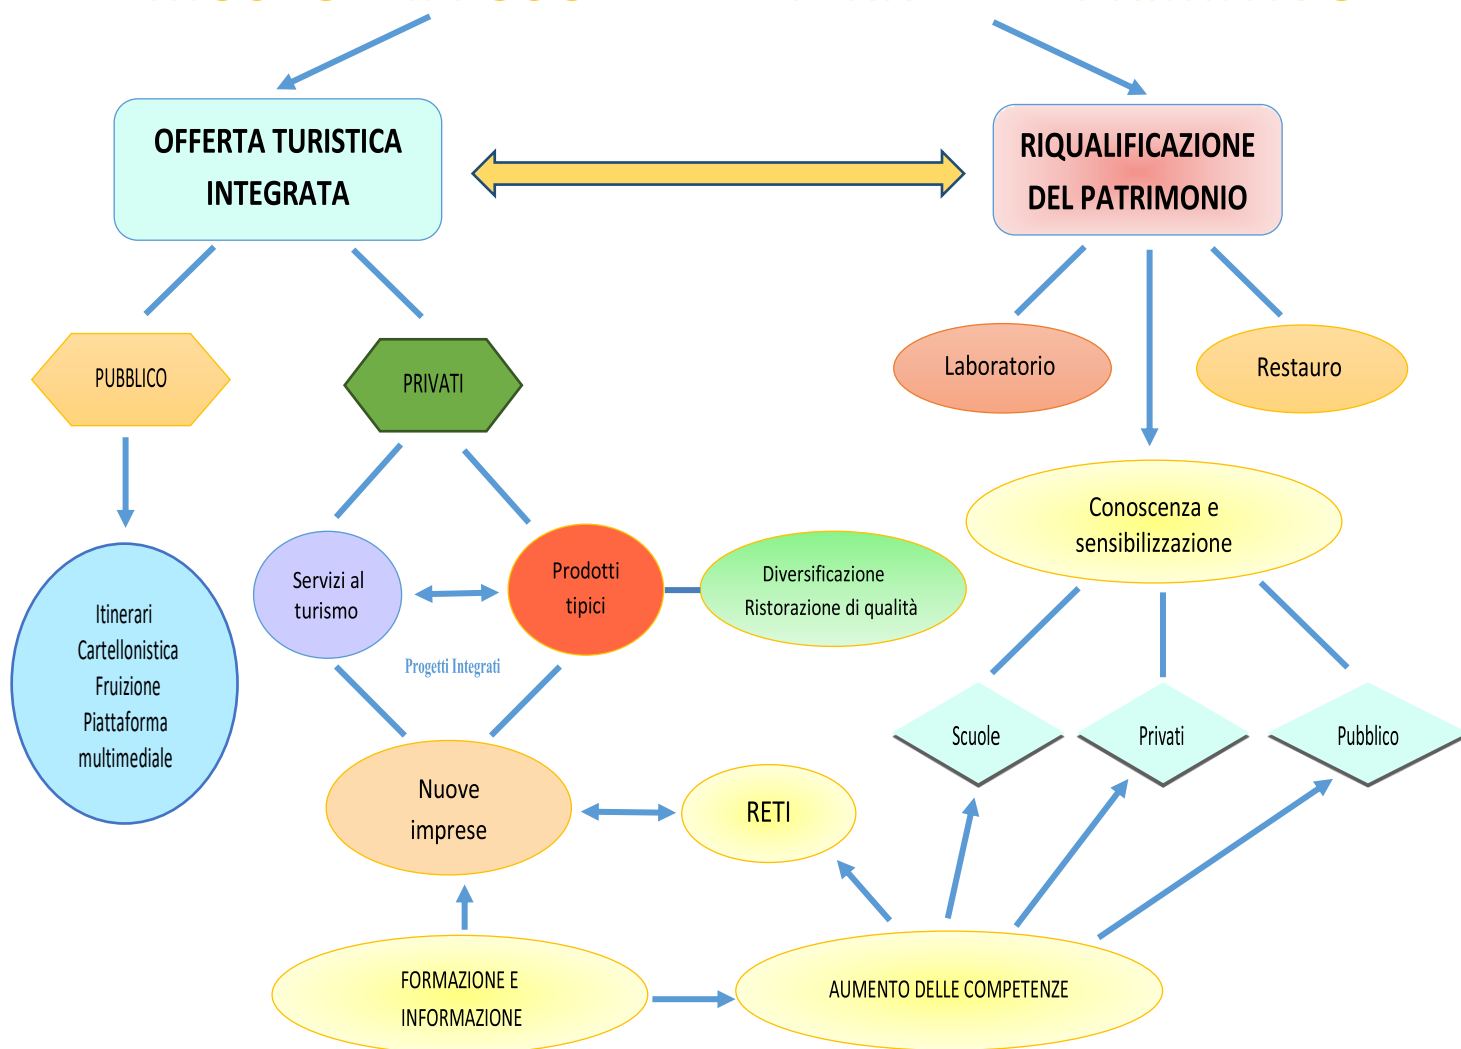 OFFERTA TURISTICA
INTEGRATA
RIQUALIFICAZIONE
DEL PATRIMONIO
PUBBLICO
PRIVATI
Laboratorio
Restauro
Conoscenza e
sensibilizzazione
Servizi al
turismo
Prodotti
tipici
Diversificazione
Ristorazione di qualità
Progetti Integrati
Itinerari
Cartellonistica
Fruizione
Piattaforma
multimediale
Scuole
Privati
Pubblico
Nuove
imprese
RETI
FORMAZIONE E
INFORMAZIONE
AUMENTO DELLE COMPETENZE